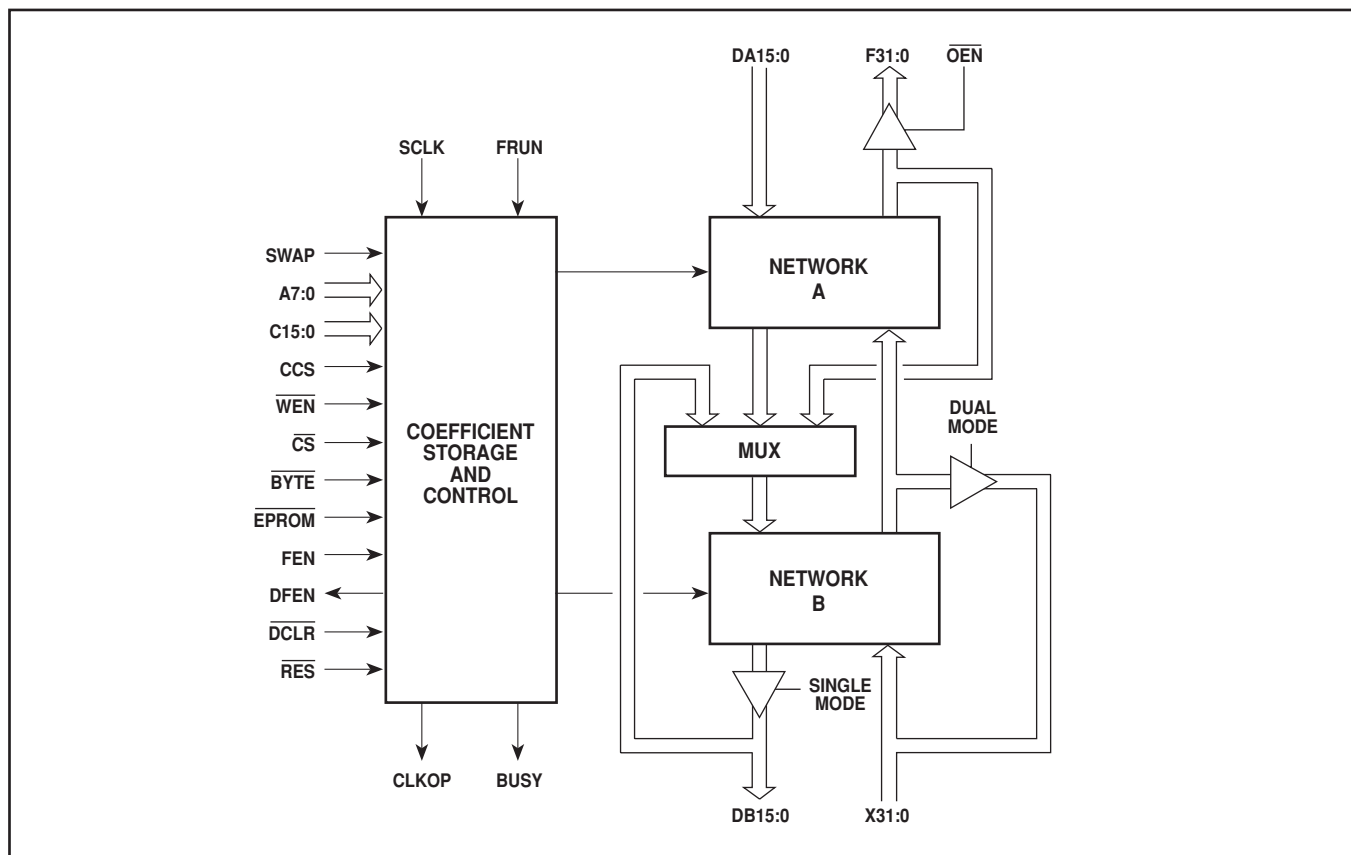 DA15:0
F31:0
OEN
SCLK
FRUN
SWAP
A7:0
C15:0
CCS
WEN
CS
BYTE
EPROM
FEN
DFEN
DCLR
RES
COEFFICIENT
STORAGE
AND
CONTROL
NETWORK
A
MUX
DUAL
MODE
NETWORK
B
SINGLE
MODE
CLKOP
BUSY
DB15:0
X31:0